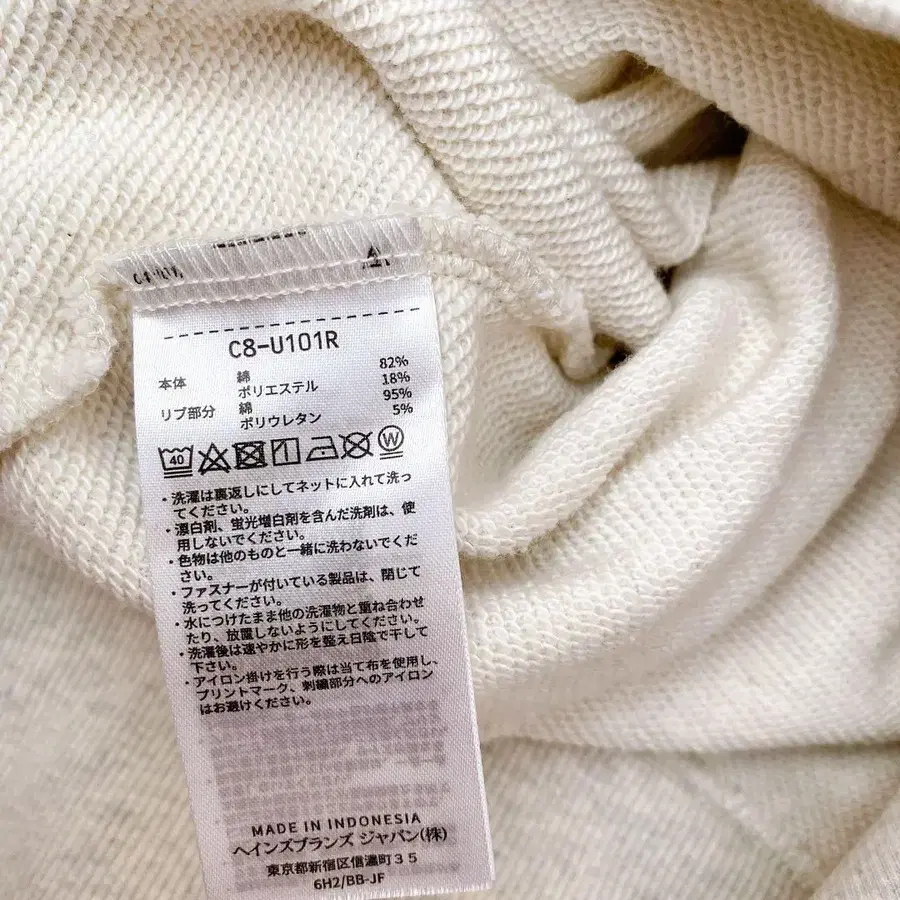 C8-U101R
本体 綿 82%
ポリエステル 18%
リブ部分 綿 95%
ポリウレタン 5%
40 W
・洗濯は裏返しにしてネットに入れて洗っ
てください。
・漂白剤、蛍光増白剤を含んだ洗剤は、使
用しないでください。
・色物は他のものと一緒に洗わないでくだ
さい。
・ファスナーが付いている製品は、閉じて
洗ってください。
・水につけたまま他の洗濯物と重ね合わせ
たり、放置しないようにしてください。
・洗濯後は速やかに形を整え日陰で干して
下さい。
・アイロン掛けを行う際は当て布を使用し、
プリントマーク、刺繍部分へのアイロン
はお避けください。
MADE IN INDONESIA
ヘインズブランズ ジャパン(株)
東京都新宿区信濃町35
6H2/BB-JF